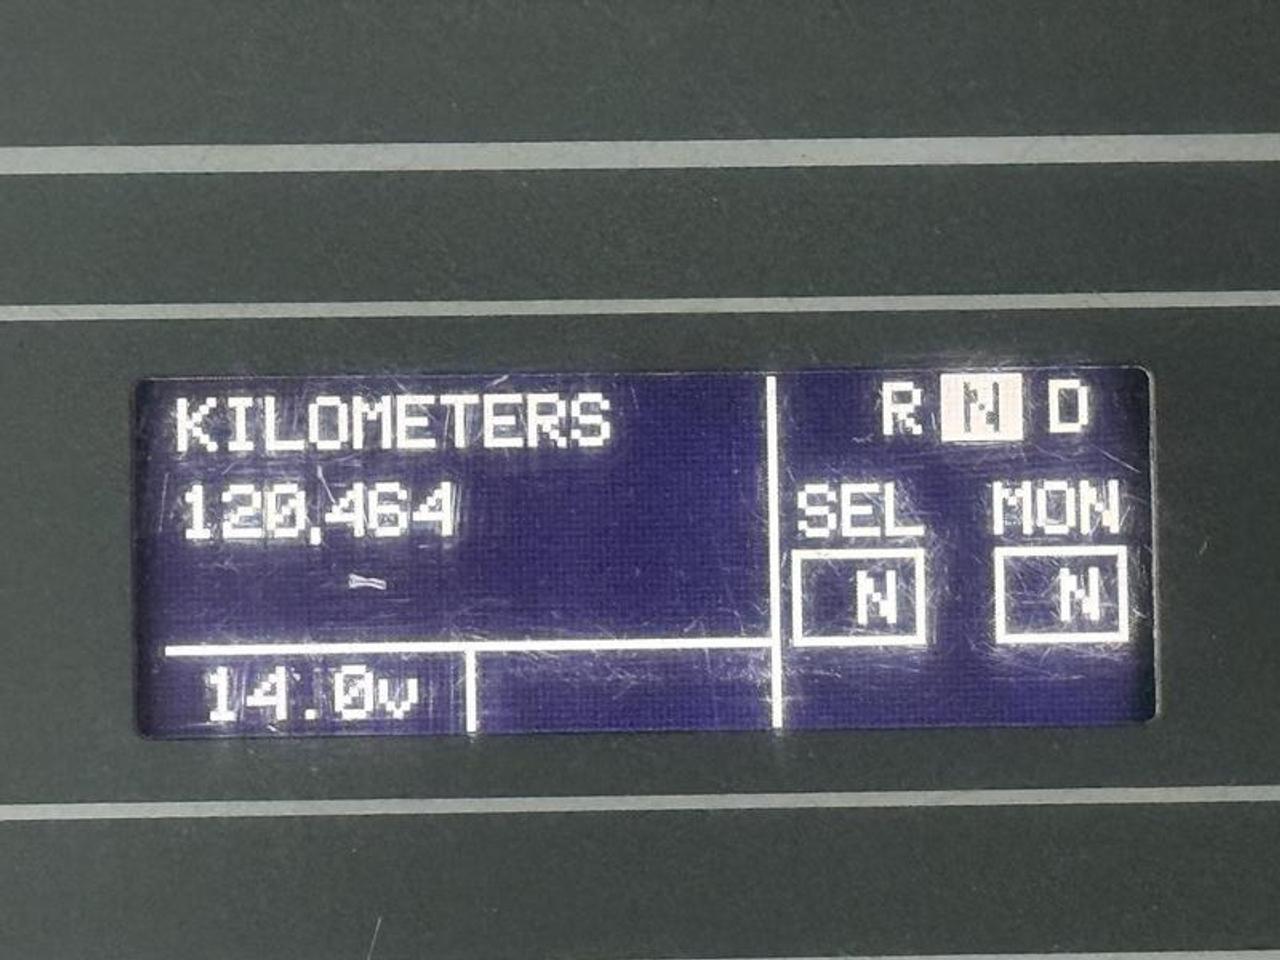 KILOMETERS
120,464
14.0v
R N D
SEL MON
N N